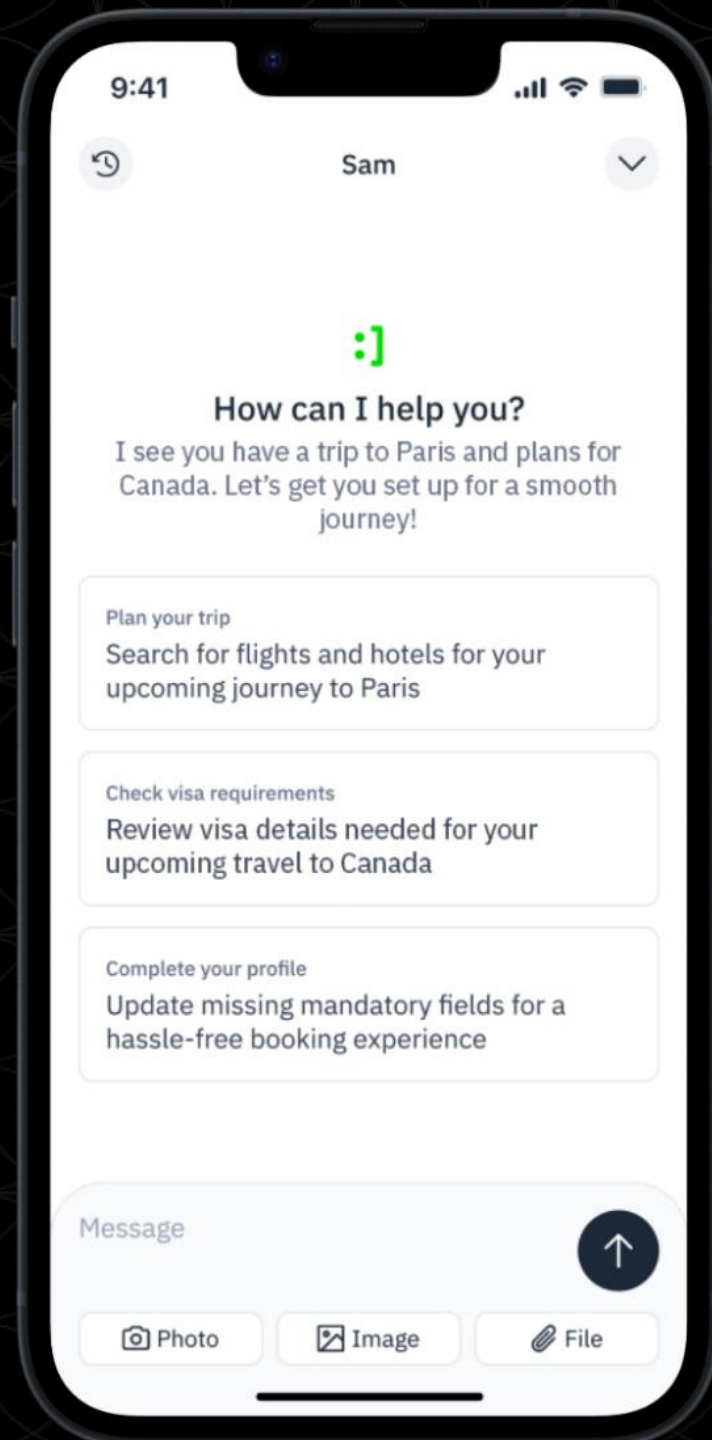 9:41
Sam
:]
How can I help you?
I see you have a trip to Paris and plans for
Canada. Let's get you set up for a smooth
journey!
Plan your trip
Search for flights and hotels for your
upcoming journey to Paris
Check visa requirements
Review visa details needed for your
upcoming travel to Canada
Complete your profile
Update missing mandatory fields for a
hassle-free booking experience
Message
Photo
Image
File